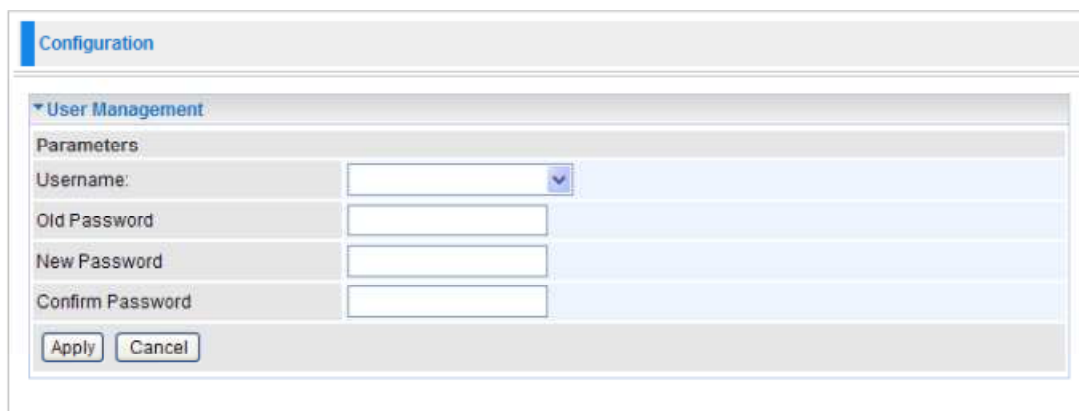 Configuration
User Management
Parameters
Username:
Old Password
New Password
Confirm Password
Apply Cancel